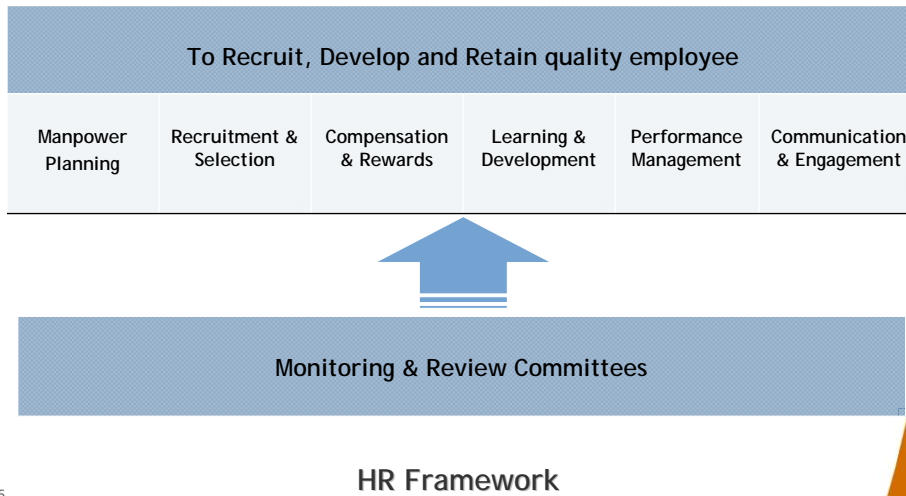 To Recruit, Develop and Retain quality employee
Manpower
Planning
Recruitment &
Selection
Compensation
& Rewards
Learning &
Development
Performance
Management
Communication
& Engagement
Monitoring & Review Committees
HR Framework